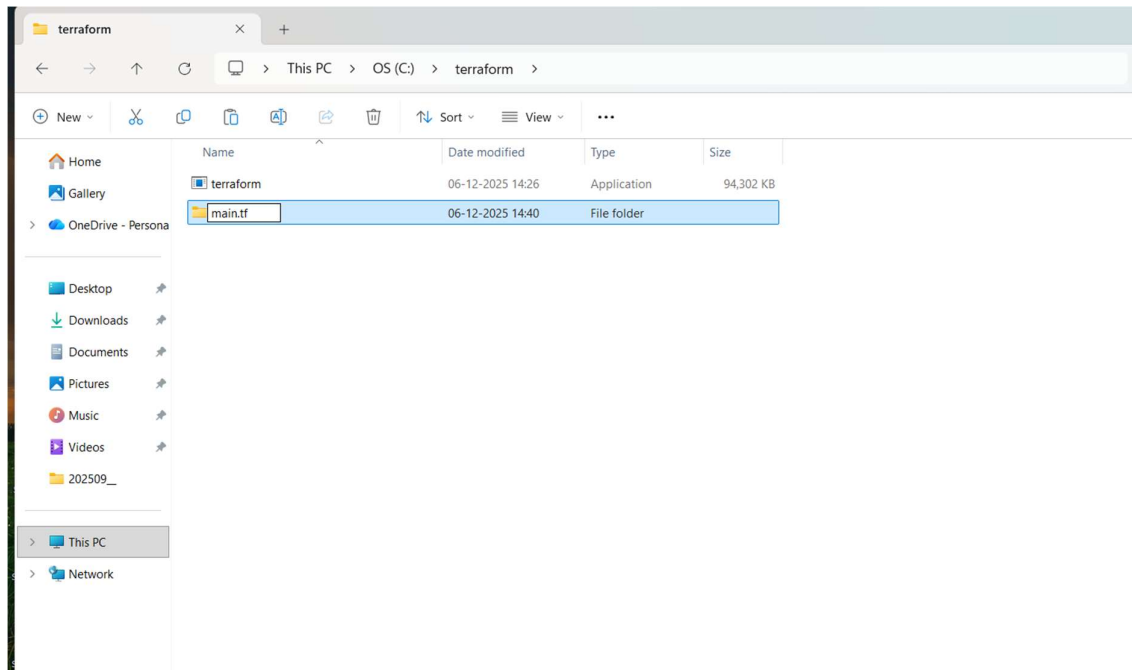 terraform
This PC > OS (C:) > terraform >
New Sort View ...
Name Date modified Type Size
Home
Gallery
OneDrive - Persona
Desktop
Downloads
Documents
Pictures
Music
Videos
202509__
This PC
Network
terraform 06-12-2025 14:26 Application 94,302 KB
main.tf 06-12-2025 14:40 File folder